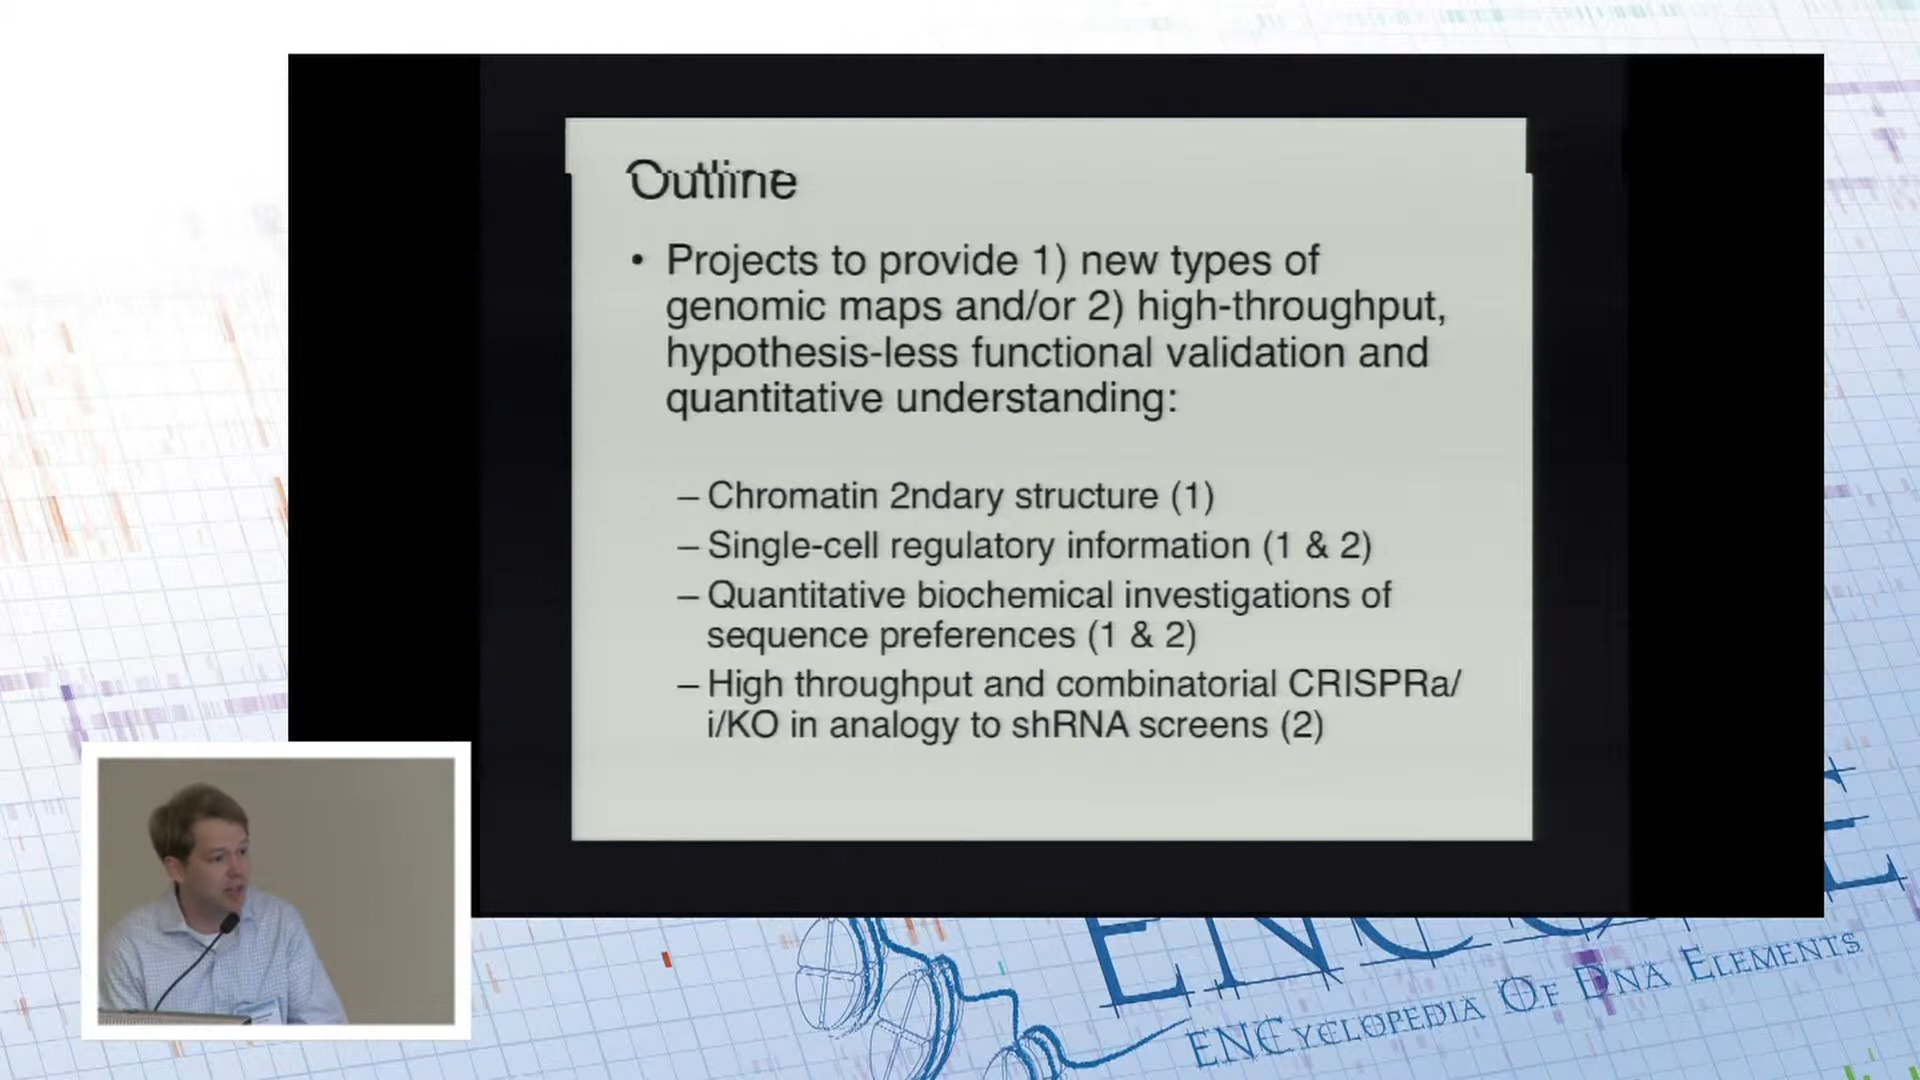 Outline
• Projects to provide 1) new types of
genomic maps and/or 2) high-throughput,
hypothesis-less functional validation and
quantitative understanding:
– Chromatin 2ndary structure (1)
– Single-cell regulatory information (1 & 2)
– Quantitative biochemical investigations of
sequence preferences (1 & 2)
– High throughput and combinatorial CRISPRa/
i/KO in analogy to shRNA screens (2)
ENCODE
ENCYCLOPEDIA OF DNA ELEMENTS